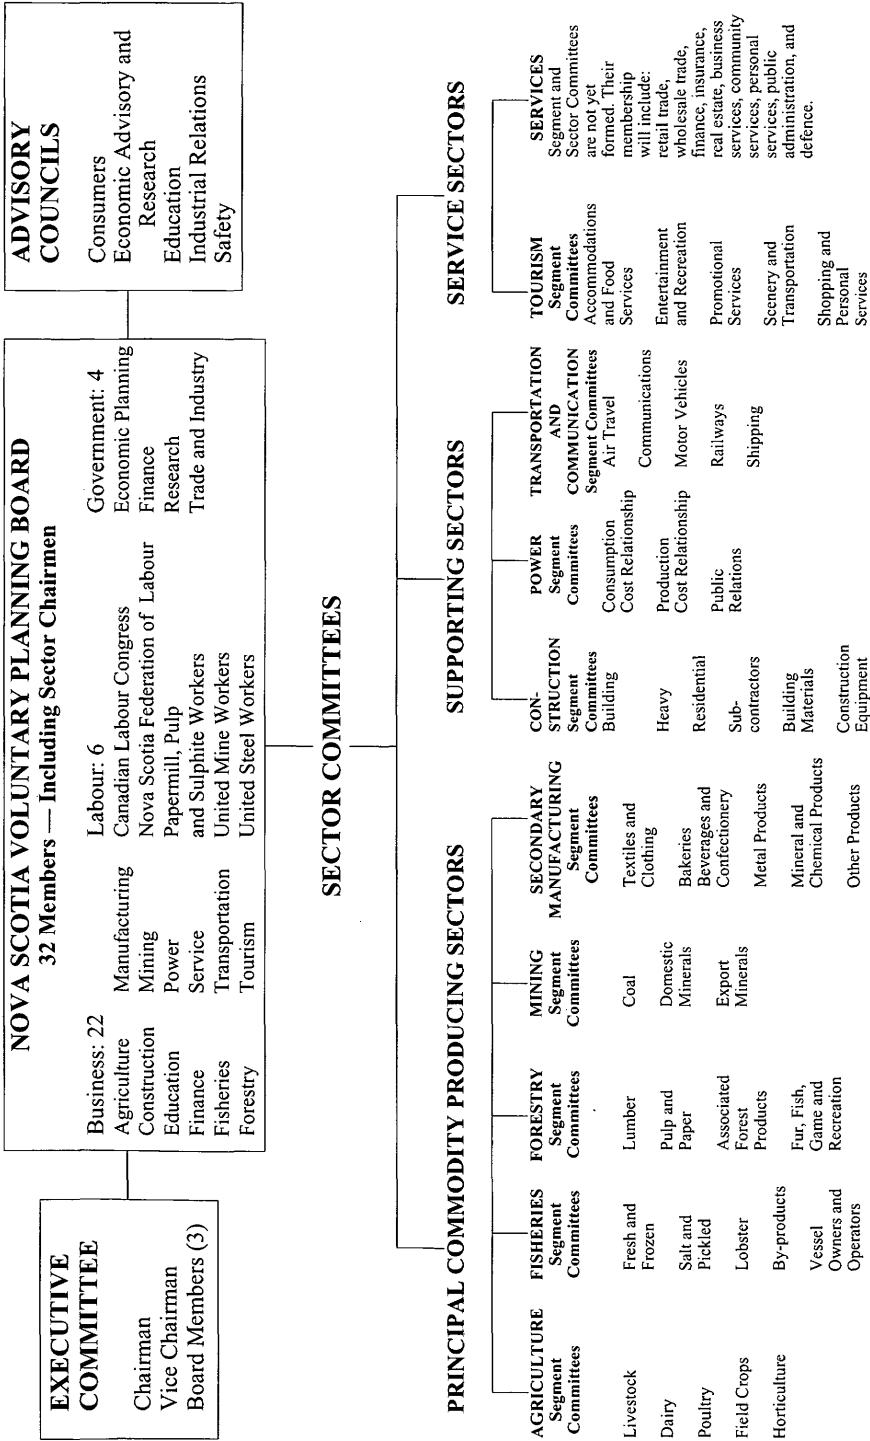 EXECUTIVE
COMMITTEE
Chairman
Vice Chairman
Board Members (3)
NOVA SCOTIA VOLUNTARY PLANNING BOARD
32 Members — Including Sector Chairmen
Business: 22
Agriculture
Construction
Education
Finance
Fisheries
Forestry
Manufacturing
Mining
Power
Service
Transportation
Tourism
Labour: 6
Canadian Labour Congress
Nova Scotia Federation of Labour
Papermill, Pulp
and Sulphite Workers
United Mine Workers
United Steel Workers
Government: 4
Economic Planning
Finance
Research
Trade and Industry
ADVISORY
COUNCILS
Consumers
Economic Advisory and
Research
Education
Industrial Relations
Safety
SECTOR COMMITTEES
PRINCIPAL COMMODITY PRODUCING SECTORS
AGRICULTURE
Segment
Committees
Livestock
Dairy
Poultry
Field Crops
Horticulture
FISHERIES
Segment
Committees
Fresh and
Frozen
Salt and
Pickled
Lobster
By-products
Vessel
Owners and
Operators
FORESTRY
Segment
Committees
Lumber
Pulp and
Paper
Associated
Forest
Products
Fur, Fish,
Game and
Recreation
MINING
Segment
Committees
Coal
Domestic
Minerals
Export
Minerals
SECONDARY
MANUFACTURING
Segment
Committees
Textiles and
Clothing
Bakeries
Beverages and
Confectionery
Metal Products
Mineral and
Chemical Products
Other Products
SUPPORTING SECTORS
CON-
STRUCTION
Segment
Committees
Building
Heavy
Residential
Sub-
contractors
Building
Materials
Construction
Equipment
POWER
Segment
Committees
Consumption
Cost Relationship
Production
Cost Relationship
Public
Relations
TRANSPORTATION
AND
COMMUNICATION
Segment Committees
Air Travel
Communications
Motor Vehicles
Railways
Shipping
SERVICE SECTORS
TOURISM
Segment
Committees
Accommodations
and Food
Services
Entertainment
and Recreation
Promotional
Services
Scenery and
Transportation
Shopping and
Personal
Services
SERVICES
Segment and
Sector Committees
are not yet
formed. Their
membership
will include:
retail trade,
wholesale trade,
finance, insurance,
real estate, business
services, community
services, personal
services, public
administration, and
defence.